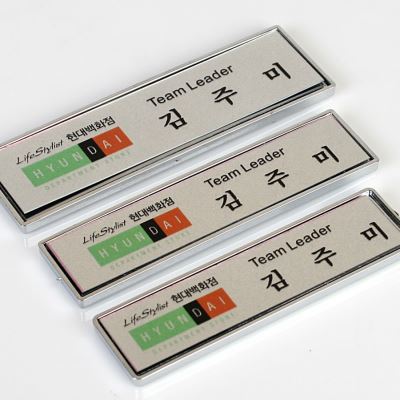 Team Leader
LifeStylist 현대백화점
김 주 미
HYUNDAI
DEPARTMENT STORE
Team Leader
LifeStylist 현대백화점
김 주 미
HYUNDAI
DEPARTMENT STORE
Team Leader
LifeStylist 현대백화점
김 주 미
HYUNDAI
DEPARTMENT STORE